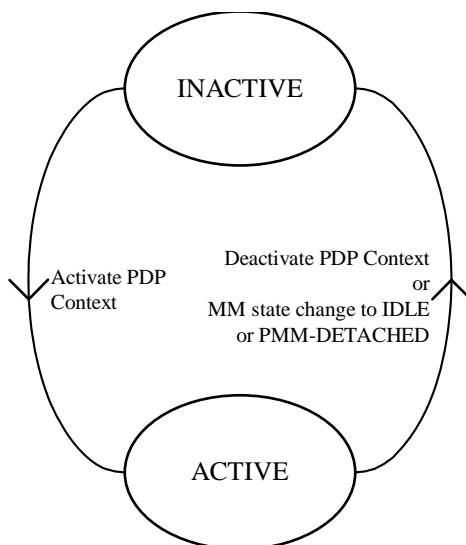 INACTIVE
Activate PDP
Context
Deactivate PDP Context
or
MM state change to IDLE
or PMM-DETACHED
ACTIVE